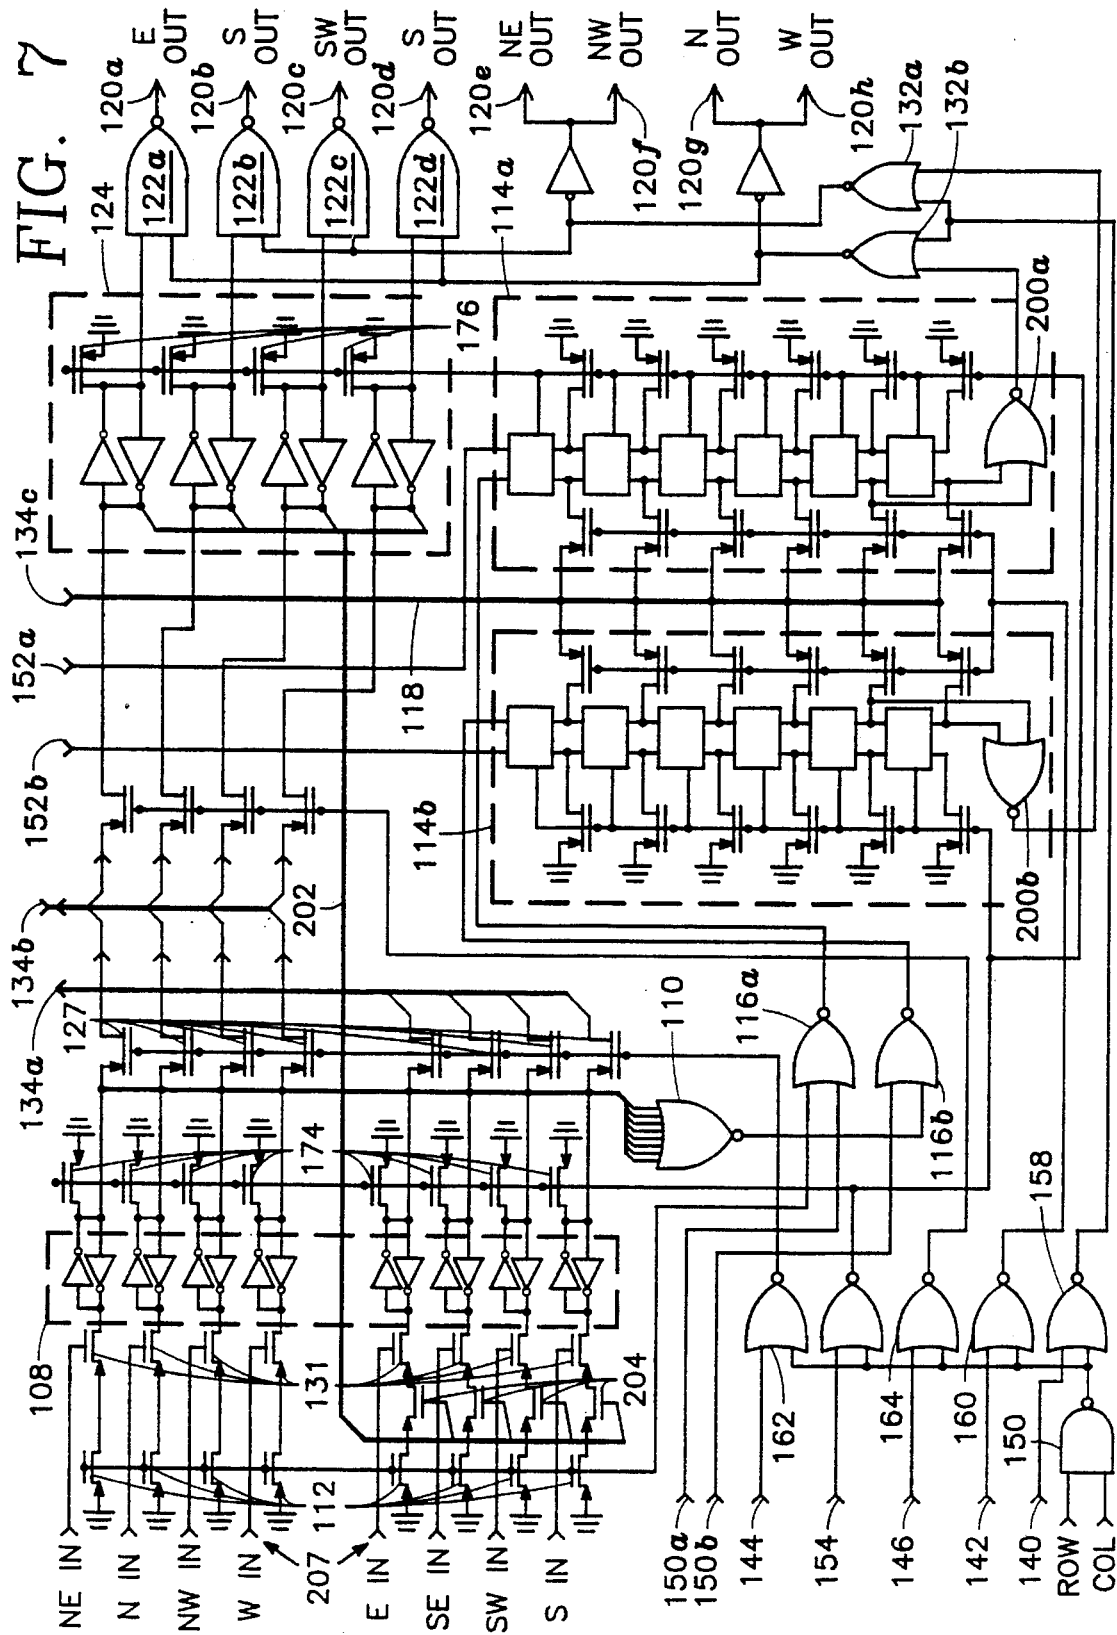 FIG. 7
NE IN
N IN
NW IN
W IN
207
E IN
SE IN
SW IN
S IN
108
112
131
204
174
127
134a
134b
202
152b
152a
134c
118
124
176
122a
122b
122c
122d
120a
E OUT
120b
S OUT
120c
SW OUT
120d
S OUT
120e
NE OUT
NW OUT
120f
120g
N OUT
W OUT
120h
114a
114b
132a
132b
200a
200b
110
116a
116b
150a
150b
144
154
146
142
140
ROW
COL
162
164
160
150
158